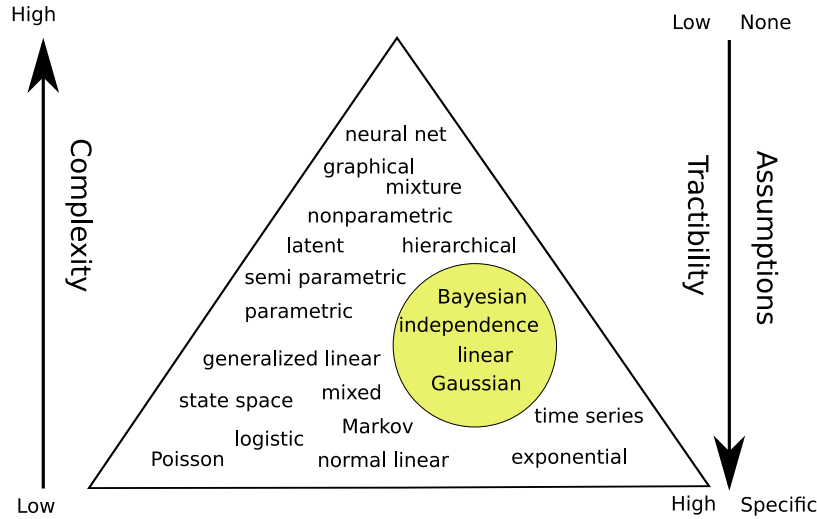 High
Low None
neural net
graphical
mixture
nonparametric
latent hierarchical
semi parametric
parametric
Bayesian
independence
linear
Gaussian
generalized linear
mixed
state space
Markov
time series
logistic
Poisson
normal linear
exponential
Complexity
Tractibility
Assumptions
Low
High Specific